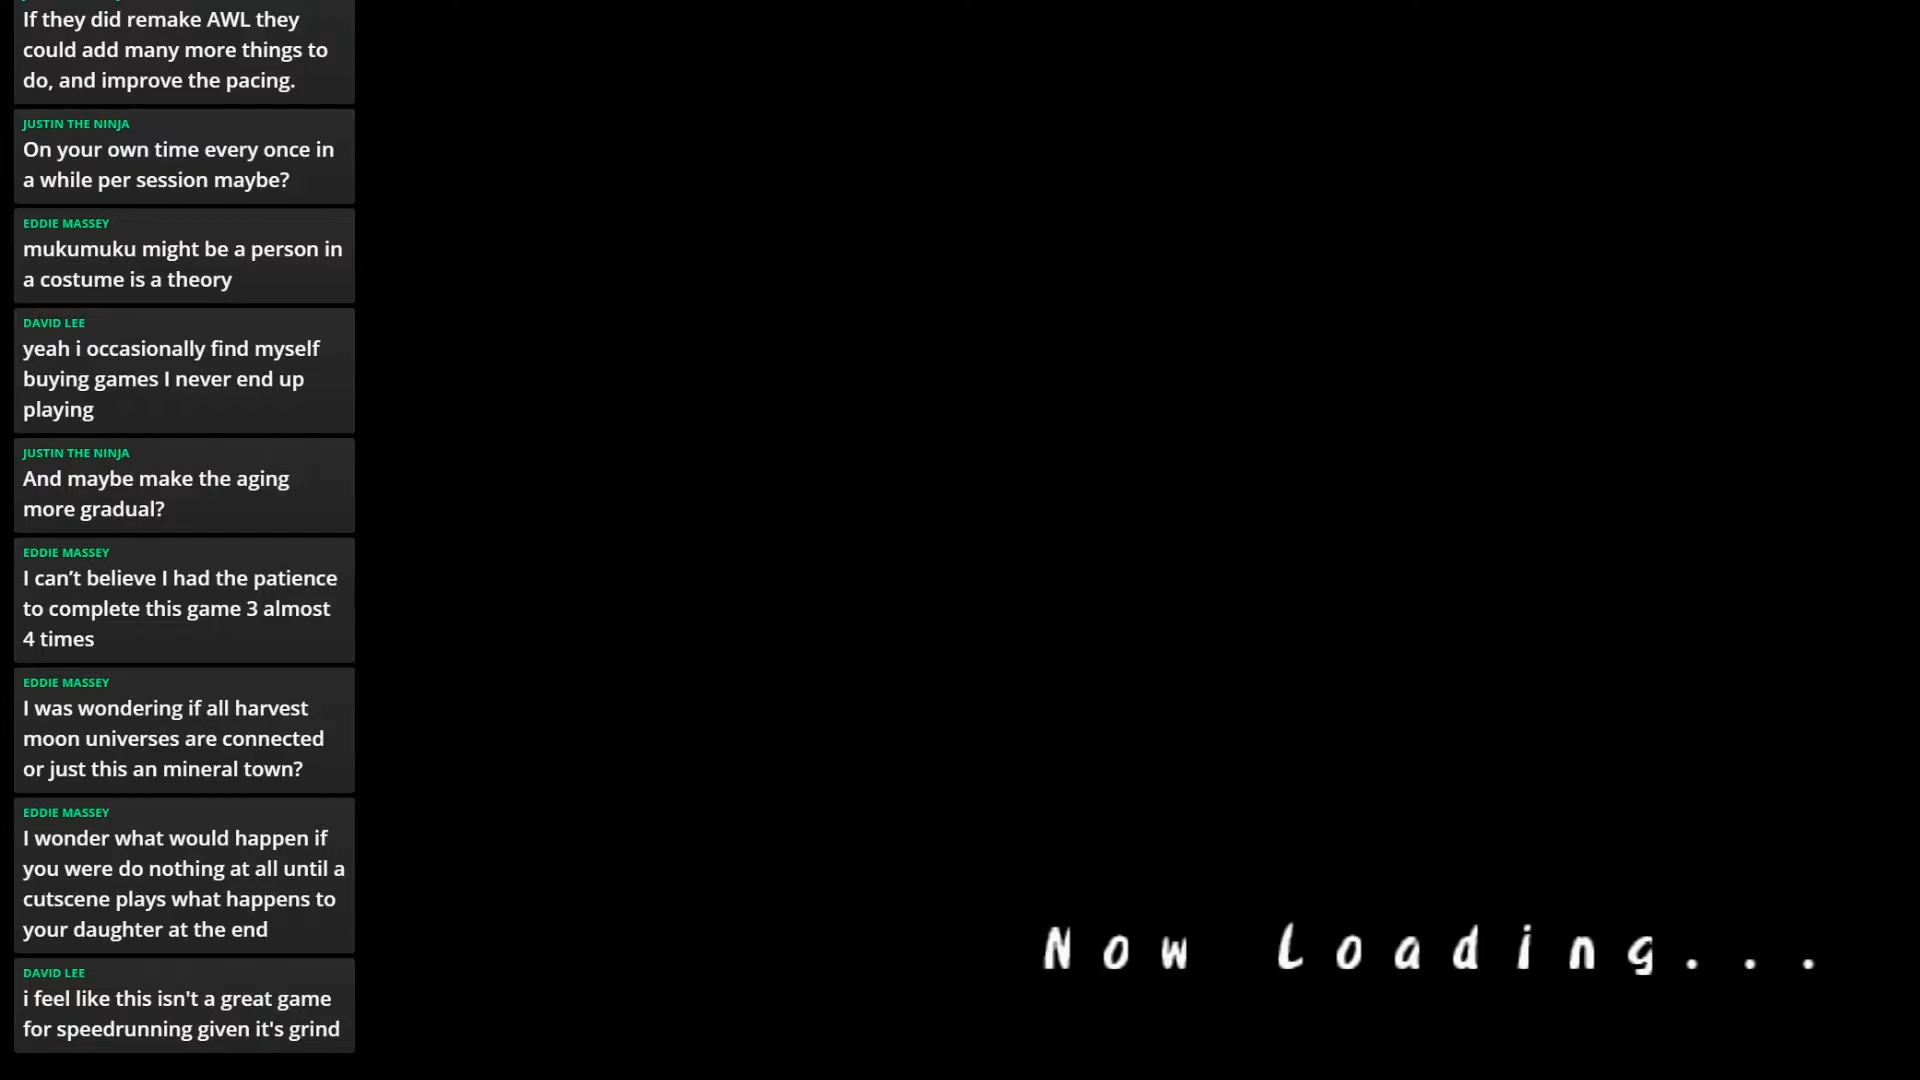 If they did remake AWL they
could add many more things to
do, and improve the pacing.
JUSTIN THE NINJA
On your own time every once in
a while per session maybe?
EDDIE MASSEY
mukumuku might be a person in
a costume is a theory
DAVID LEE
yeah i occasionally find myself
buying games I never end up
playing
JUSTIN THE NINJA
And maybe make the aging
more gradual?
EDDIE MASSEY
I can't believe I had the patience
to complete this game 3 almost
4 times
EDDIE MASSEY
I was wondering if all harvest
moon universes are connected
or just this an mineral town?
EDDIE MASSEY
I wonder what would happen if
you were do nothing at all until a
cutscene plays what happens to
your daughter at the end
DAVID LEE
i feel like this isn't a great game
for speedrunning given it's grind
Now Loading...